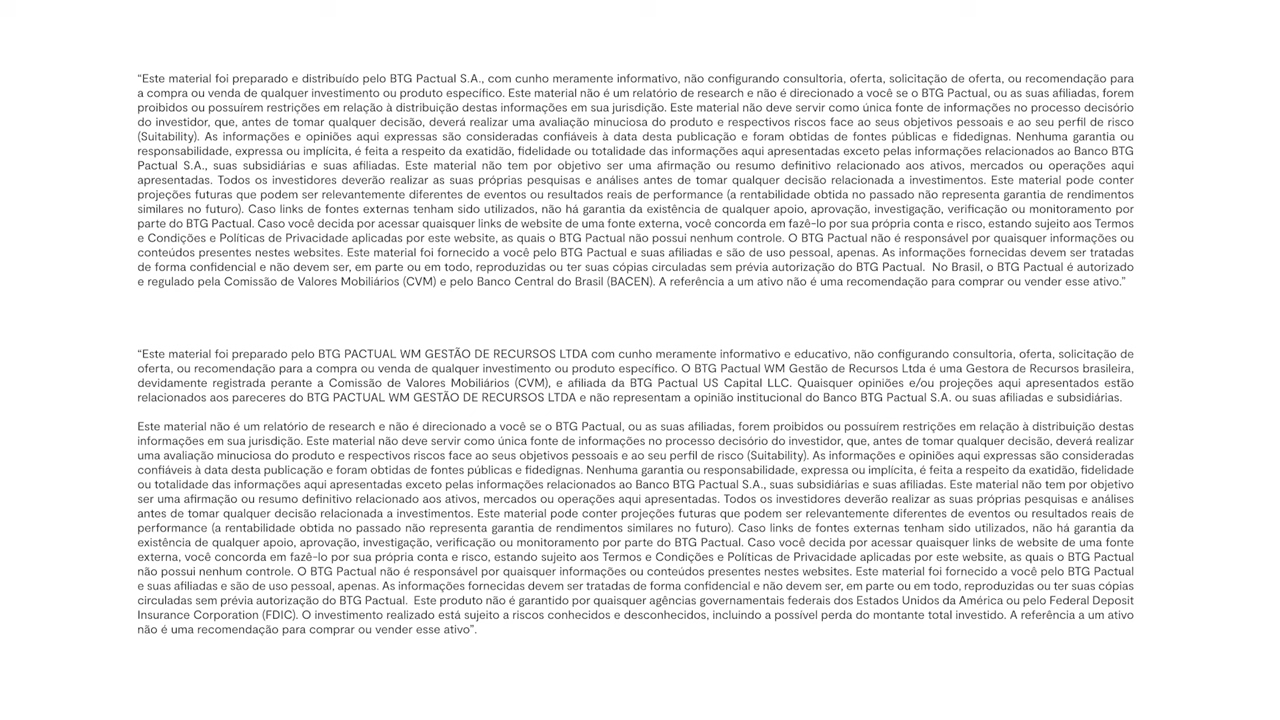 “Este material foi preparado e distribuído pelo BTG Pactual S.A., com cunho meramente informativo, não configurando consultoria, oferta, solicitação de oferta, ou recomendação para
a compra ou venda de qualquer investimento ou produto específico. Este material não é um relatório de research e não é direcionado a você se o BTG Pactual, ou as suas afiliadas, forem
proibidos ou possuírem restrições em relação à distribuição destas informações em sua jurisdição. Este material não deve servir como única fonte de informações no processo decisório
do investidor, que, antes de tomar qualquer decisão, deverá realizar uma avaliação minuciosa do produto e respectivos riscos face ao seus objetivos pessoais e ao seu perfil de risco
(Suitability). As informações e opiniões aqui expressas são consideradas confiáveis à data desta publicação e foram obtidas de fontes públicas e fidedignas. Nenhuma garantia ou
responsabilidade, expressa ou implícita, é feita a respeito da exatidão, fidelidade ou totalidade das informações aqui apresentadas exceto pelas informações relacionados ao Banco BTG
Pactual S.A., suas subsidiárias e suas afiliadas. Este material não tem por objetivo ser uma afirmação ou resumo definitivo relacionado aos ativos, mercados ou operações aqui
apresentadas. Todos os investidores deverão realizar as suas próprias pesquisas e análises antes de tomar qualquer decisão relacionada a investimentos. Este material pode conter
projeções futuras que podem ser relevantemente diferentes de eventos ou resultados reais de performance (a rentabilidade obtida no passado não representa garantia de rendimentos
similares no futuro). Caso links de fontes externas tenham sido utilizados, não há garantia da existência de qualquer apoio, aprovação, investigação, verificação ou monitoramento por
parte do BTG Pactual. Caso você decida por acessar quaisquer links de website de uma fonte externa, você concorda em fazê-lo por sua própria conta e risco, estando sujeito aos Termos
e Condições e Políticas de Privacidade aplicadas por este website, as quais o BTG Pactual não possui nenhum controle. O BTG Pactual não é responsável por quaisquer informações ou
conteúdos presentes nestes websites. Este material foi fornecido a você pelo BTG Pactual e suas afiliadas e são de uso pessoal, apenas. As informações fornecidas devem ser tratadas
de forma confidencial e não devem ser, em parte ou em todo, reproduzidas ou ter suas cópias circuladas sem prévia autorização do BTG Pactual.  No Brasil, o BTG Pactual é autorizado
e regulado pela Comissão de Valores Mobiliários (CVM) e pelo Banco Central do Brasil (BACEN). A referência a um ativo não é uma recomendação para comprar ou vender esse ativo.”
“Este material foi preparado pelo BTG PACTUAL WM GESTÃO DE RECURSOS LTDA com cunho meramente informativo e educativo, não configurando consultoria, oferta, solicitação de
oferta, ou recomendação para a compra ou venda de qualquer investimento ou produto específico. O BTG Pactual WM Gestão de Recursos Ltda é uma Gestora de Recursos brasileira,
devidamente registrada perante a Comissão de Valores Mobiliários (CVM), e afiliada da BTG Pactual US Capital LLC. Quaisquer opiniões e/ou projeções aqui apresentados estão
relacionados aos pareceres do BTG PACTUAL WM GESTÃO DE RECURSOS LTDA e não representam a opinião institucional do Banco BTG Pactual S.A. ou suas afiliadas e subsidiárias.
Este material não é um relatório de research e não é direcionado a você se o BTG Pactual, ou as suas afiliadas, forem proibidos ou possuírem restrições em relação à distribuição destas
informações em sua jurisdição. Este material não deve servir como única fonte de informações no processo decisório do investidor, que, antes de tomar qualquer decisão, deverá realizar
uma avaliação minuciosa do produto e respectivos riscos face ao seus objetivos pessoais e ao seu perfil de risco (Suitability). As informações e opiniões aqui expressas são consideradas
confiáveis à data desta publicação e foram obtidas de fontes públicas e fidedignas. Nenhuma garantia ou responsabilidade, expressa ou implícita, é feita a respeito da exatidão, fidelidade
ou totalidade das informações aqui apresentadas exceto pelas informações relacionados ao Banco BTG Pactual S.A., suas subsidiárias e suas afiliadas. Este material não tem por objetivo
ser uma afirmação ou resumo definitivo relacionado aos ativos, mercados ou operações aqui apresentadas. Todos os investidores deverão realizar as suas próprias pesquisas e análises
antes de tomar qualquer decisão relacionada a investimentos. Este material pode conter projeções futuras que podem ser relevantemente diferentes de eventos ou resultados reais de
performance (a rentabilidade obtida no passado não representa garantia de rendimentos similares no futuro). Caso links de fontes externas tenham sido utilizados, não há garantia da
existência de qualquer apoio, aprovação, investigação, verificação ou monitoramento por parte do BTG Pactual. Caso você decida por acessar quaisquer links de website de uma fonte
externa, você concorda em fazê-lo por sua própria conta e risco, estando sujeito aos Termos e Condições e Políticas de Privacidade aplicadas por este website, as quais o BTG Pactual
não possui nenhum controle. O BTG Pactual não é responsável por quaisquer informações ou conteúdos presentes nestes websites. Este material foi fornecido a você pelo BTG Pactual
e suas afiliadas e são de uso pessoal, apenas. As informações fornecidas devem ser tratadas de forma confidencial e não devem ser, em parte ou em todo, reproduzidas ou ter suas cópias
circuladas sem prévia autorização do BTG Pactual.  Este produto não é garantido por quaisquer agências governamentais federais dos Estados Unidos da América ou pelo Federal Deposit
Insurance Corporation (FDIC). O investimento realizado está sujeito a riscos conhecidos e desconhecidos, incluindo a possível perda do montante total investido. A referência a um ativo
não é uma recomendação para comprar ou vender esse ativo”.